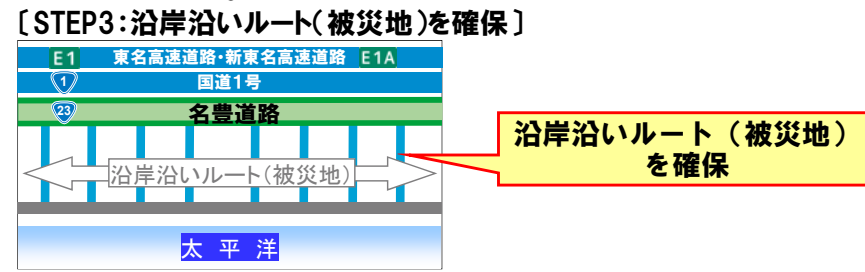 〔STEP3:沿岸沿いルート(被災地)を確保〕
E1 東名高速道路・新東名高速道路 E1A
1 国道1号
23 名豊道路
沿岸沿いルート(被災地)
沿岸沿いルート(被災地)
を確保
太平洋